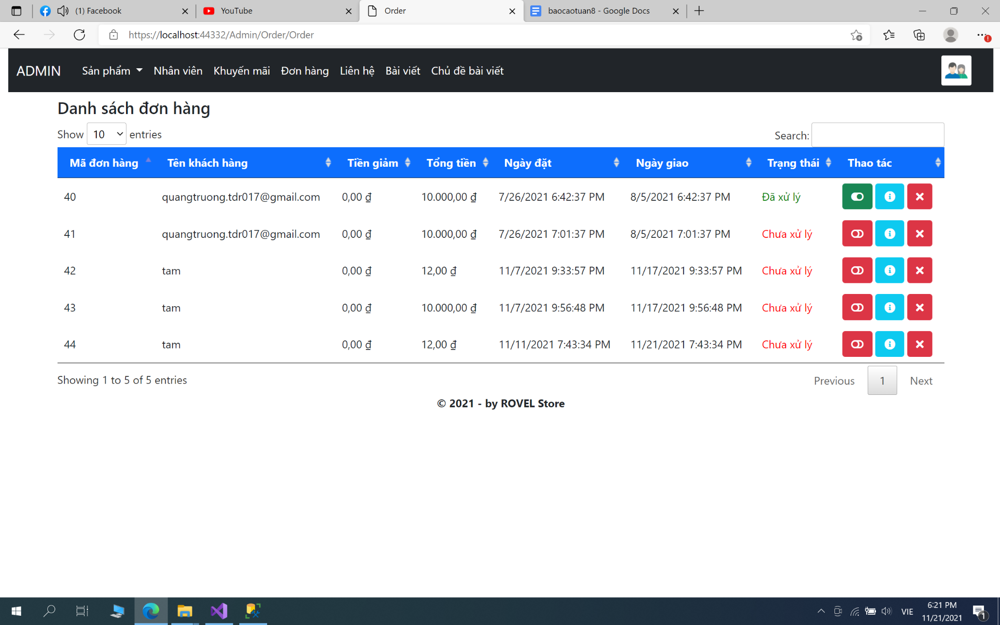 (1) Facebook
YouTube
Order
baocaotuan8 - Google Docs
https://localhost:44332/Admin/Order/Order
ADMIN Sản phẩm Nhân viên Khuyến mãi Đơn hàng Liên hệ Bài viết Chủ đề bài viết
Danh sách đơn hàng
Show 10 entries
Search:
Mã đơn hàng Tên khách hàng Tiền giảm Tổng tiền Ngày đặt Ngày giao Trạng thái Thao tác
40 quangtruong.tdr017@gmail.com 0,00 ₫ 10.000,00 ₫ 7/26/2021 6:42:37 PM 8/5/2021 6:42:37 PM Đã xử lý
41 quangtruong.tdr017@gmail.com 0,00 ₫ 10.000,00 ₫ 7/26/2021 7:01:37 PM 8/5/2021 7:01:37 PM Chưa xử lý
42 tam 0,00 ₫ 12,00 ₫ 11/7/2021 9:33:57 PM 11/17/2021 9:33:57 PM Chưa xử lý
43 tam 0,00 ₫ 10.000,00 ₫ 11/7/2021 9:56:48 PM 11/17/2021 9:56:48 PM Chưa xử lý
44 tam 0,00 ₫ 12,00 ₫ 11/11/2021 7:43:34 PM 11/21/2021 7:43:34 PM Chưa xử lý
Showing 1 to 5 of 5 entries
Previous 1 Next
© 2021 - by ROVEL Store
VIE
6:21 PM
11/21/2021
1